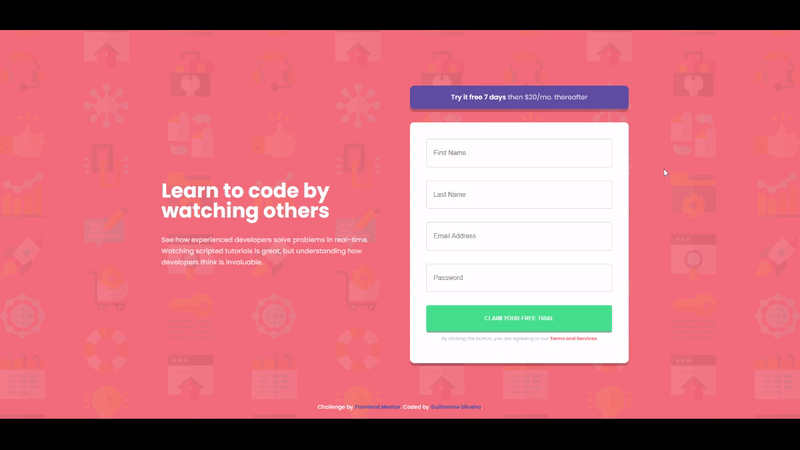 Learn to code by
watching others
See how experienced developers solve problems in real-time.
Watching scripted tutorials is great, but understanding how
developers think is invaluable.
Try it free 7 days then $20/mo. thereafter
First Name
Last Name
Email Address
Password
CLAIM YOUR FREE TRIAL
By clicking the button, you are agreeing to our Terms and Services
Challenge by Frontend Mentor. Coded by Guilherme Silveira.